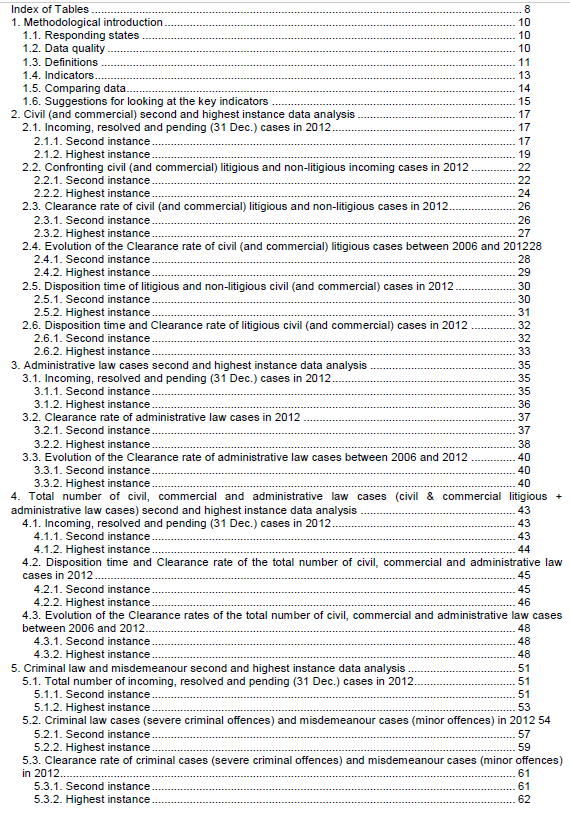 Index of Tables ........ 8
1. Methodological introduction ........ 10
1.1. Responding states ........ 10
1.2. Data quality ........ 10
1.3. Definitions ........ 11
1.4. Indicators ........ 13
1.5. Comparing data ........ 14
1.6. Suggestions for looking at the key indicators ........ 15
2. Civil (and commercial) second and highest instance data analysis ........ 17
2.1. Incoming, resolved and pending (31 Dec.) cases in 2012 ........ 17
2.1.1. Second instance ........ 17
2.1.2. Highest instance ........ 19
2.2. Confronting civil (and commercial) litigious and non-litigious incoming cases in 2012 ........ 22
2.2.1. Second instance ........ 22
2.2.2. Highest instance ........ 24
2.3. Clearance rate of civil (and commercial) litigious and non-litigious cases in 2012 ........ 26
2.3.1. Second instance ........ 26
2.3.2. Highest instance ........ 27
2.4. Evolution of the Clearance rate of civil (and commercial) litigious cases between 2006 and 201228
2.4.1. Second instance ........ 28
2.4.2. Highest instance ........ 29
2.5. Disposition time of litigious and non-litigious civil (and commercial) cases in 2012 ........ 30
2.5.1. Second instance ........ 30
2.5.2. Highest instance ........ 31
2.6. Disposition time and Clearance rate of litigious civil (and commercial) cases in 2012 ........ 32
2.6.1. Second instance ........ 32
2.6.2. Highest instance ........ 33
3. Administrative law cases second and highest instance data analysis ........ 35
3.1. Incoming, resolved and pending (31 Dec.) cases in 2012 ........ 35
3.1.1. Second instance ........ 35
3.1.2. Highest instance ........ 36
3.2. Clearance rate of administrative law cases in 2012 ........ 37
3.2.1. Second instance ........ 37
3.2.2. Highest instance ........ 38
3.3. Evolution of the Clearance rate of administrative law cases between 2006 and 2012 ........ 40
3.3.1. Second instance ........ 40
3.3.2. Highest instance ........ 40
4. Total number of civil, commercial and administrative law cases (civil & commercial litigious +
administrative law cases) second and highest instance data analysis ........ 43
4.1. Incoming, resolved and pending (31 Dec.) cases in 2012 ........ 43
4.1.1. Second instance ........ 43
4.1.2. Highest instance ........ 44
4.2. Disposition time and Clearance rate of the total number of civil, commercial and administrative law
cases in 2012 ........ 45
4.2.1. Second instance ........ 45
4.2.2. Highest instance ........ 46
4.3. Evolution of the Clearance rates of the total number of civil, commercial and administrative law cases
between 2006 and 2012 ........ 48
4.3.1. Second instance ........ 48
4.3.2. Highest instance ........ 48
5. Criminal law and misdemeanour second and highest instance data analysis ........ 51
5.1. Total number of incoming, resolved and pending (31 Dec.) cases in 2012 ........ 51
5.1.1. Second instance ........ 51
5.1.2. Highest instance ........ 53
5.2. Criminal law cases (severe criminal offences) and misdemeanour cases (minor offences) in 2012 54
5.2.1. Second instance ........ 57
5.2.2. Highest instance ........ 59
5.3. Clearance rate of criminal cases (severe criminal offences) and misdemeanour cases (minor offences)
in 2012 ........ 61
5.3.1. Second instance ........ 61
5.3.2. Highest instance ........ 62